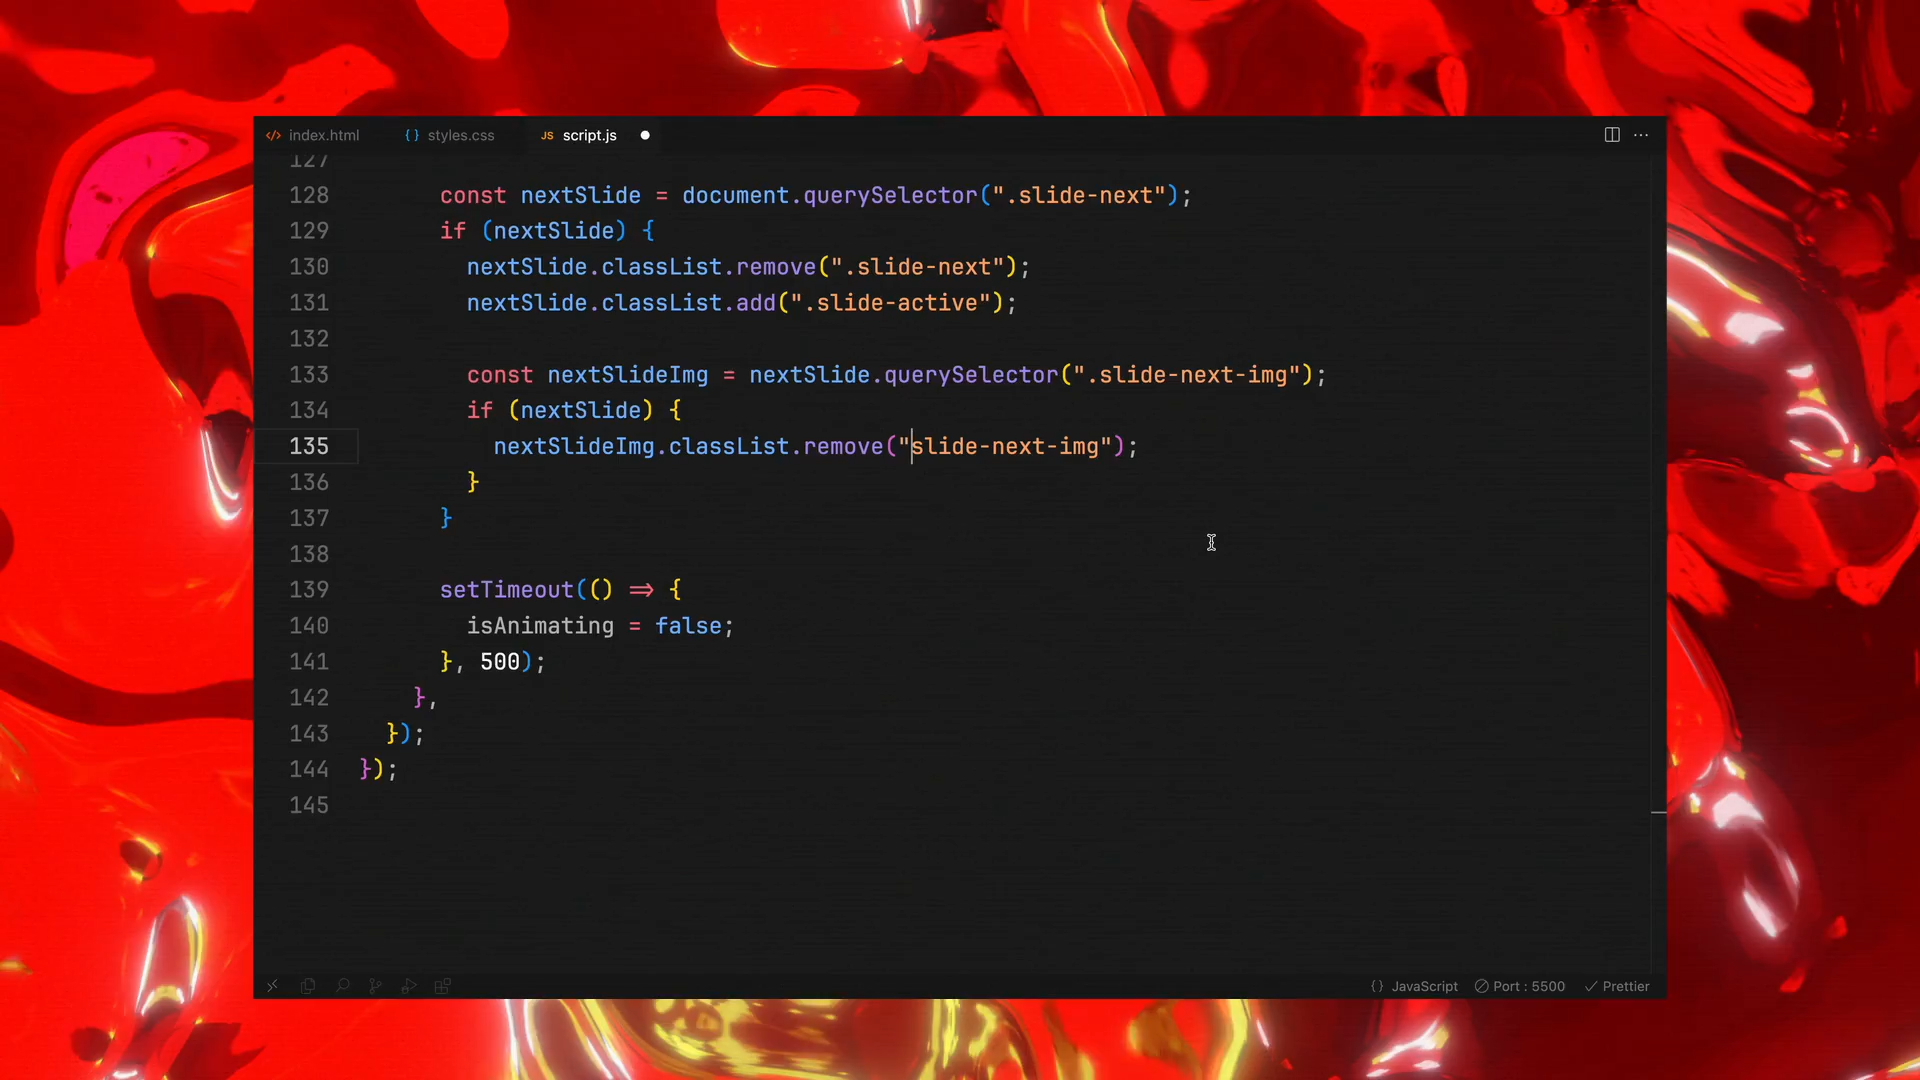 index.html styles.css JS script.js
127
128 const nextSlide = document.querySelector(".slide-next");
129 if (nextSlide) {
130 nextSlide.classList.remove(".slide-next");
131 nextSlide.classList.add(".slide-active");
132
133 const nextSlideImg = nextSlide.querySelector(".slide-next-img");
134 if (nextSlide) {
135 nextSlideImg.classList.remove("slide-next-img");
136 }
137 }
138
139 setTimeout(() => {
140 isAnimating = false;
141 }, 500);
142 },
143 });
144 });
145
{} JavaScript Port : 5500 Prettier